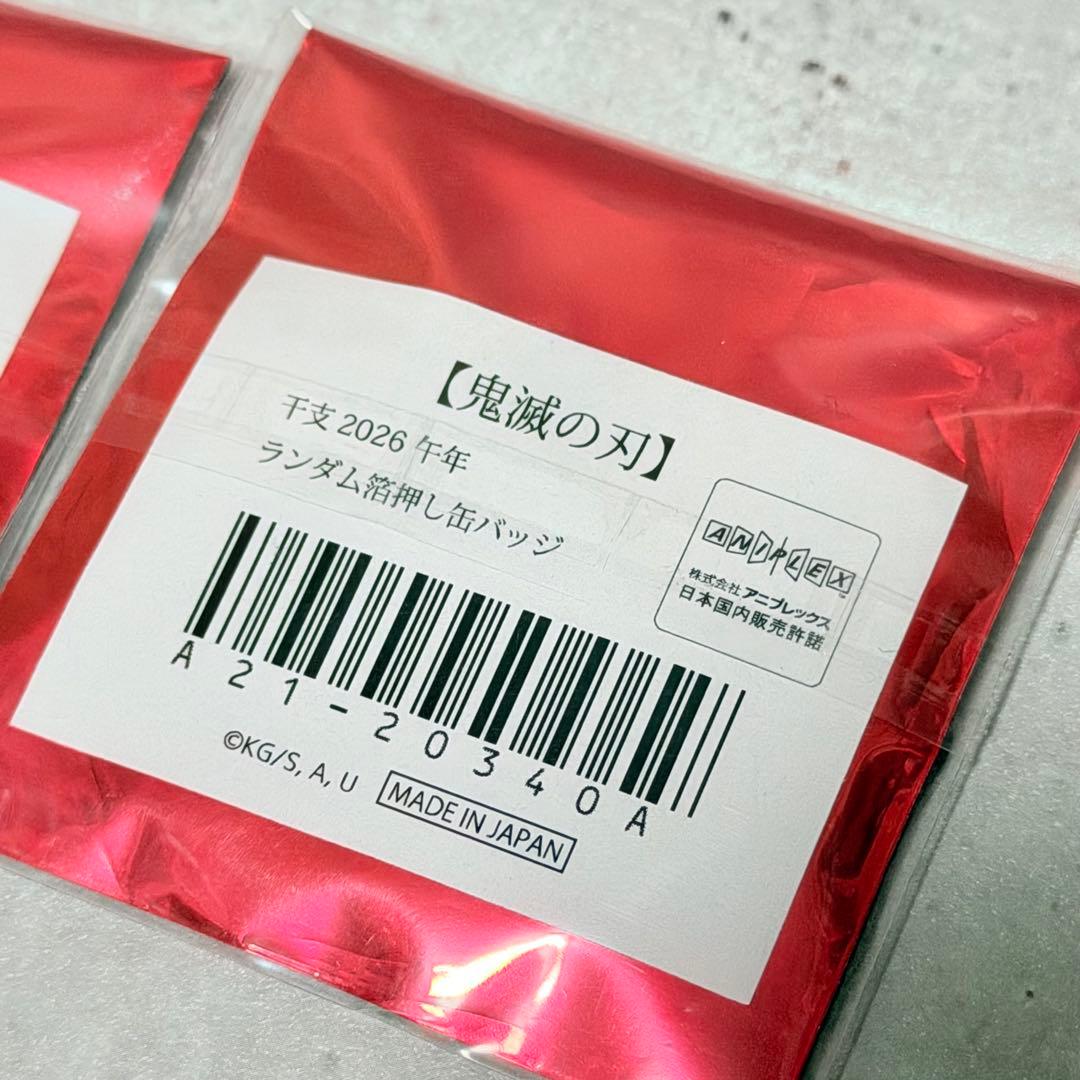 【鬼滅の刃】
干支 2026 午年
ランダム箔押し缶バッジ
ANIPLEX
株式会社アニプレックス
日本国内販売許諾
A21-20340A
©KG/S, A, U
MADE IN JAPAN